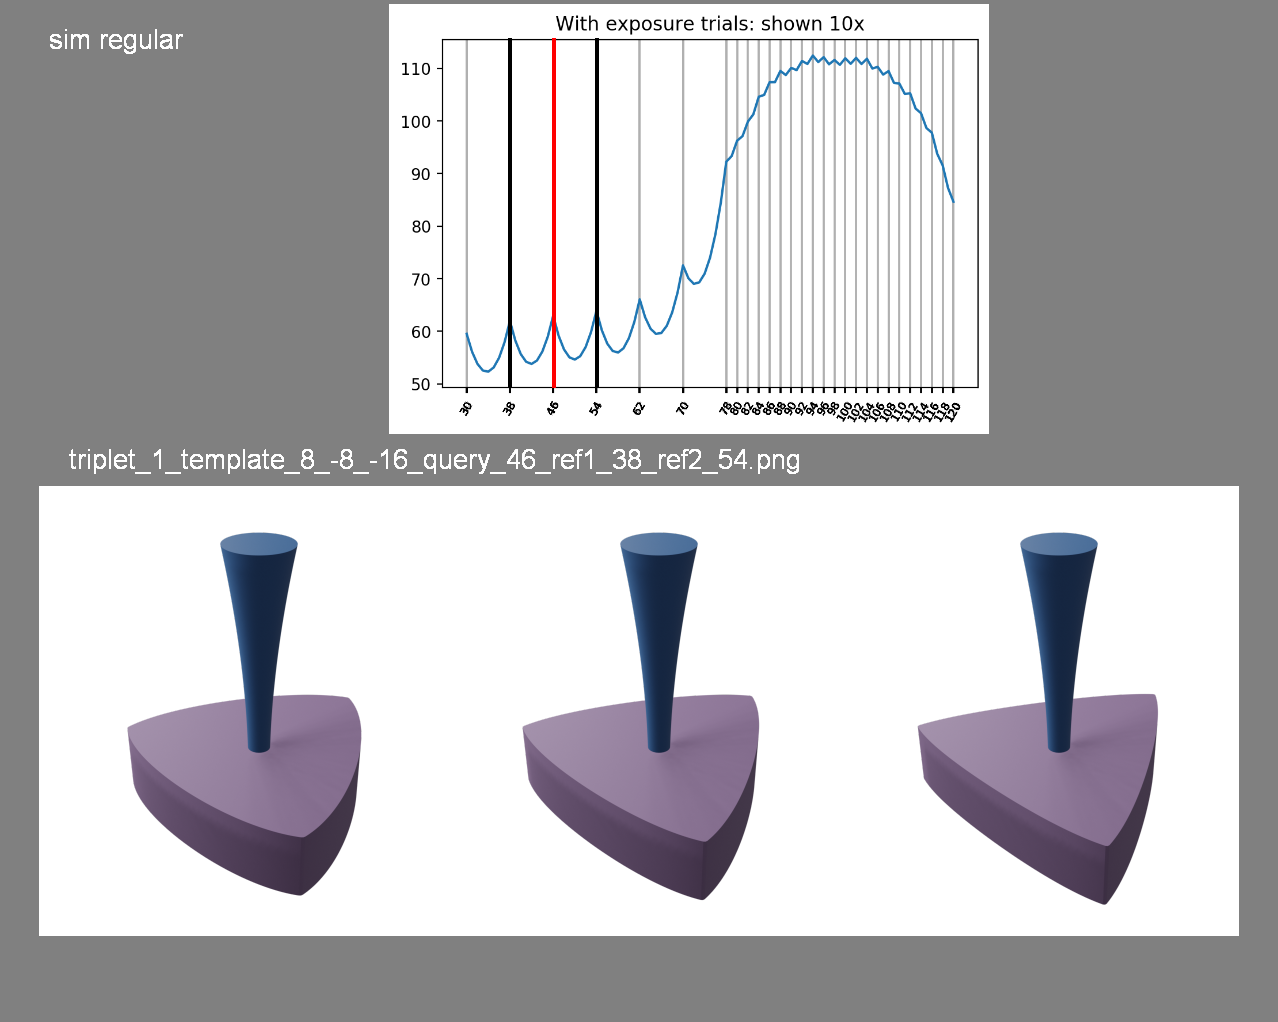 sim regular
With exposure trials: shown 10x
110
100
90
80
70
60
50
30 38 46 54 62 70 78 80 82 84 86 88 90 92 94 96 98 100 102 104 106 108 110 112 114 116 118 120
triplet_1_template_8_-8_-16_query_46_ref1_38_ref2_54.png